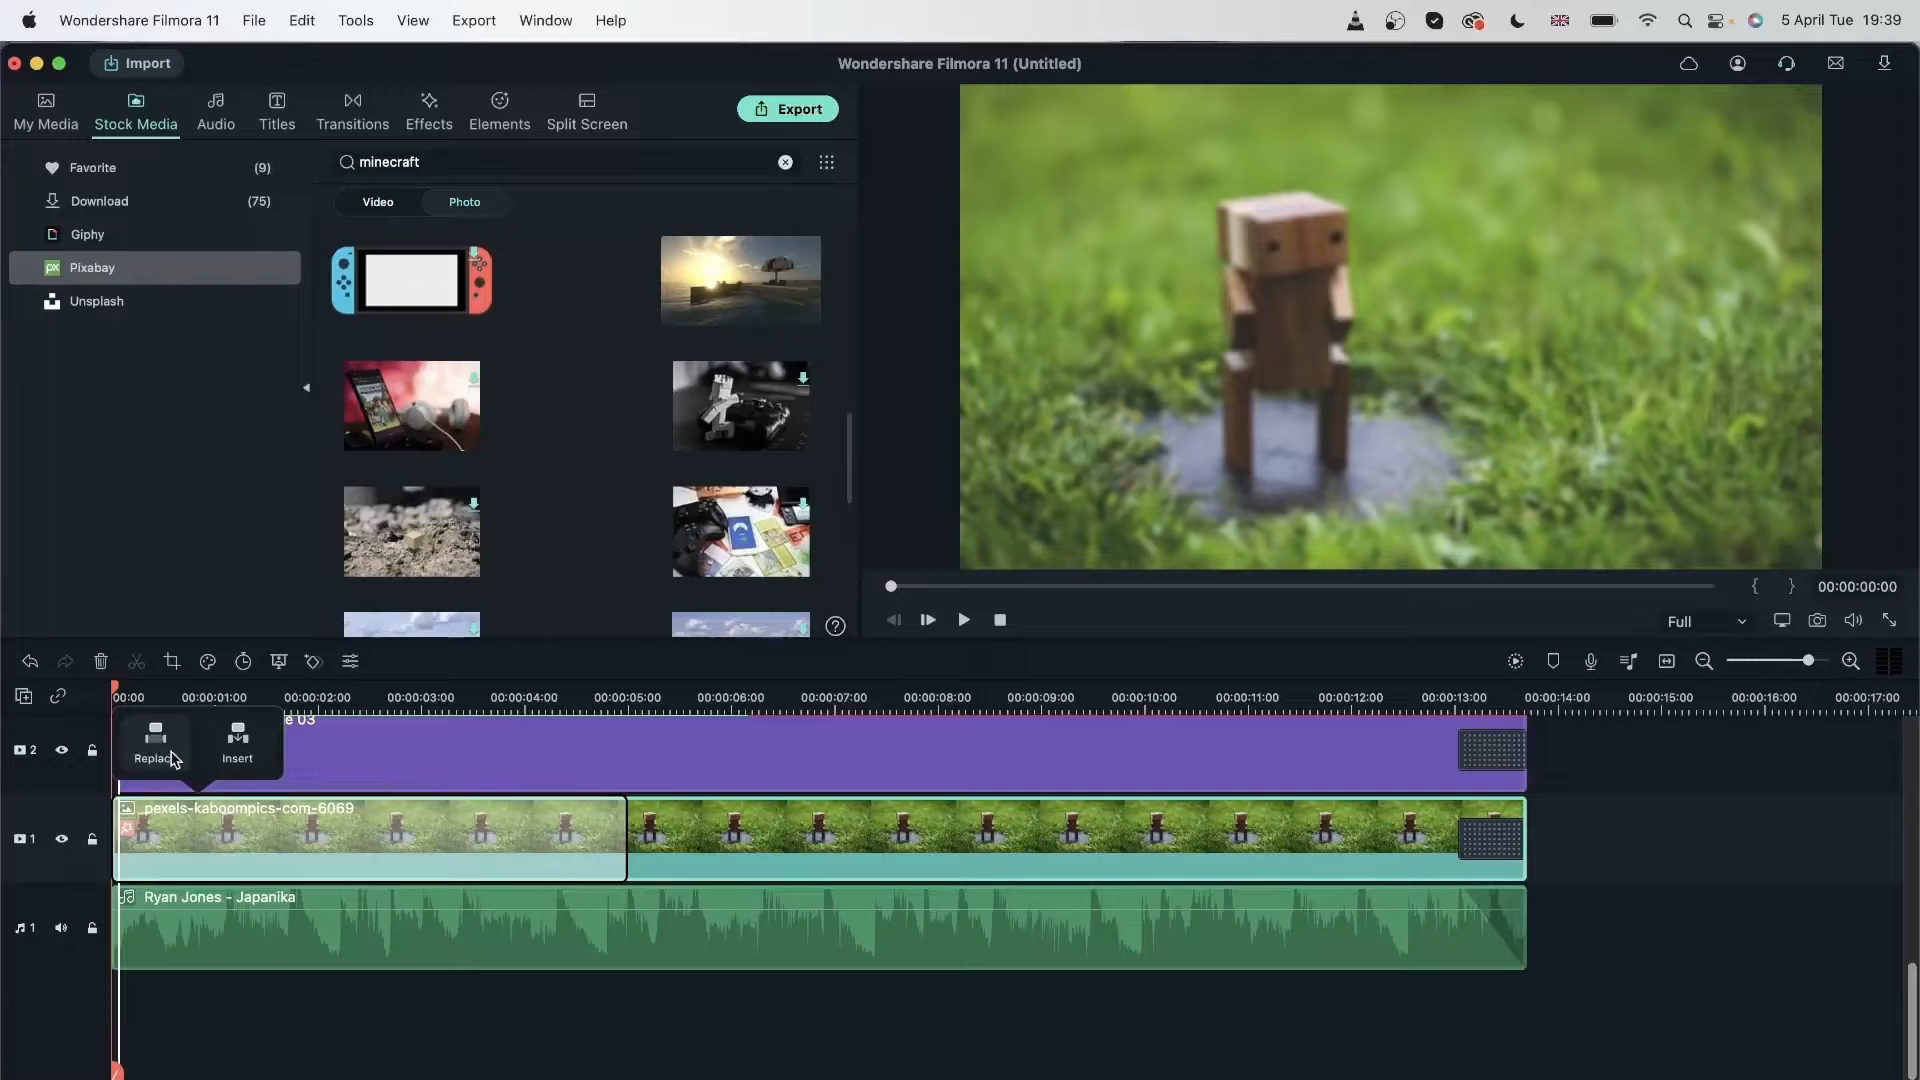 Wondershare Filmora 11 File Edit Tools View Export Window Help 5 April Tue 19:39
Import Wondershare Filmora 11 (Untitled)
My Media Stock Media Audio Titles Transitions Effects Elements Split Screen Export
Favorite (9)
Download (75)
Giphy
px Pixabay
Unsplash
minecraft
Video Photo
{ } 00:00:00:00
Full
00:00 00:00:01:00 00:00:02:00 00:00:03:00 00:00:04:00 00:00:05:00 00:00:06:00 00:00:07:00 00:00:08:00 00:00:09:00 00:00:10:00 00:00:11:00 00:00:12:00 00:00:13:00 00:00:14:00 00:00:15:00 00:00:16:00 00:00:17:00
e 03
2
Replac Insert
pexels-kaboompics-com-6069
1
Ryan Jones - Japanika
1